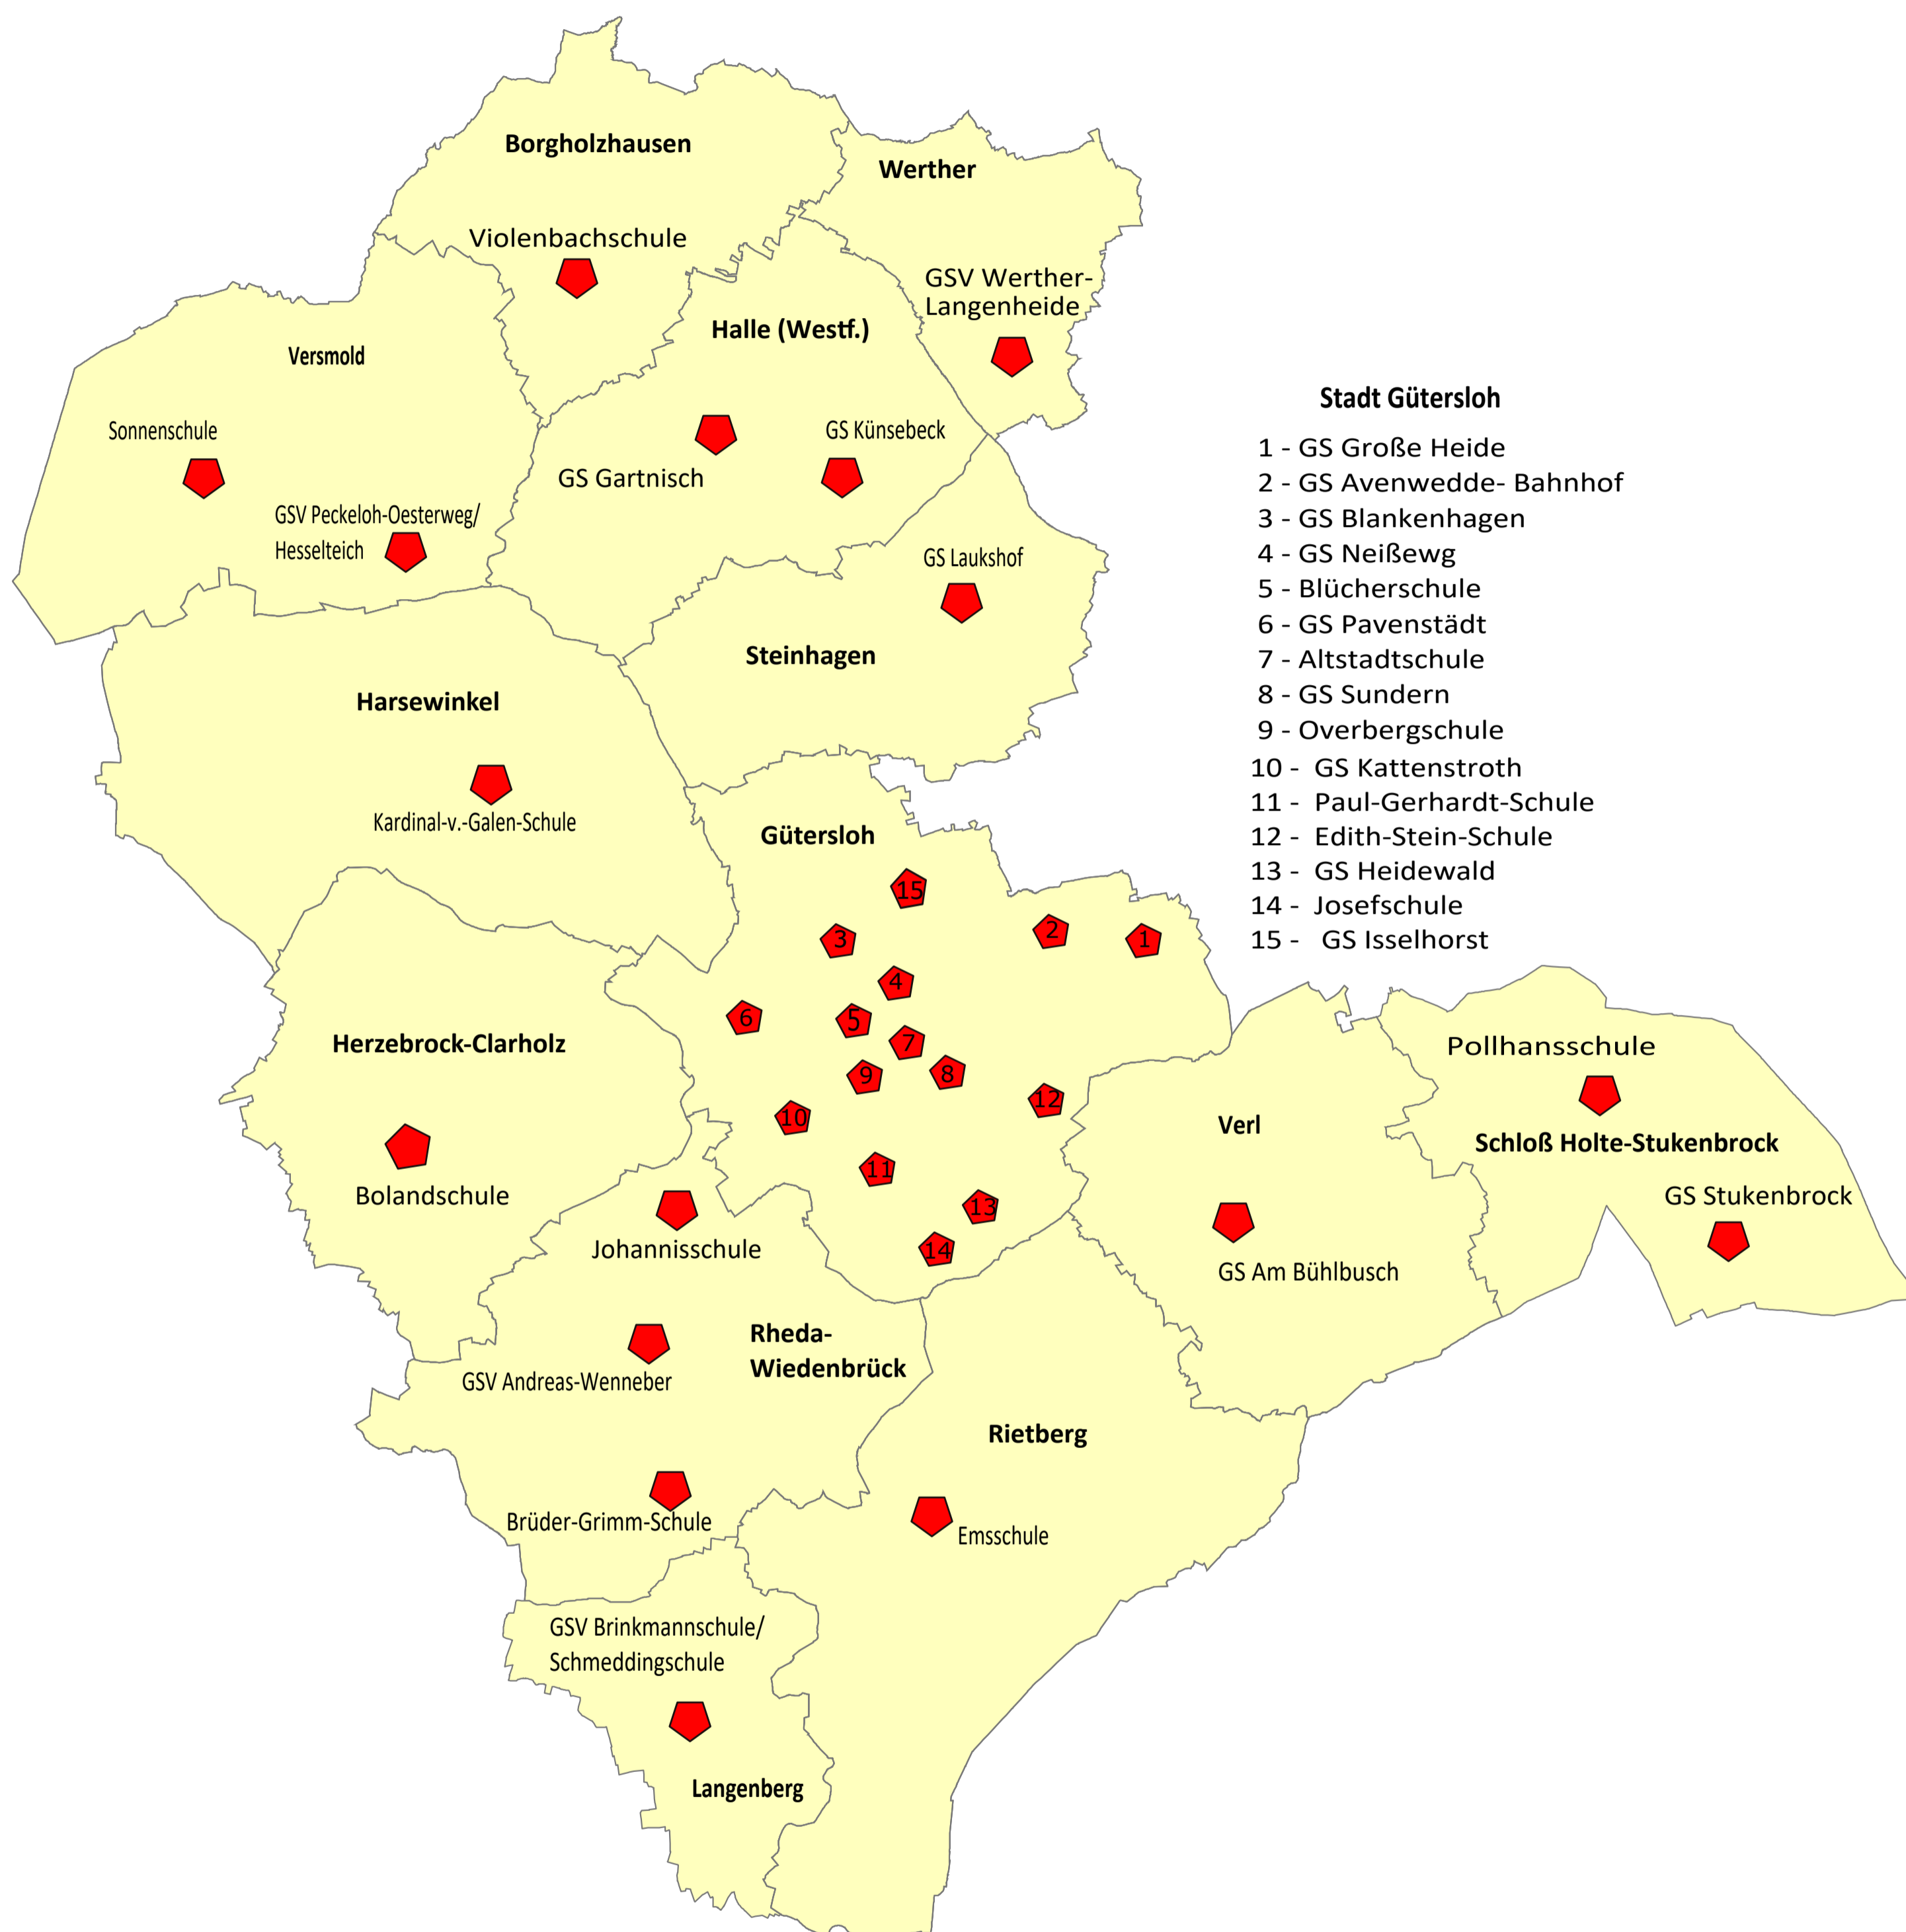 Borgholzhausen
Werther
Violenbachschule
GSV Werther-
Langenheide
Halle (Westf.)
Versmold
Stadt Gütersloh
Sonnenschule
GS Künsebeck
GS Gartnisch
1 - GS Große Heide
2 - GS Avenwedde- Bahnhof
3 - GS Blankenhagen
4 - GS Neißewg
5 - Blücherschule
6 - GS Pavenstädt
7 - Altstadtschule
8 - GS Sundern
9 - Overbergschule
10 - GS Kattenstroth
11 - Paul-Gerhardt-Schule
12 - Edith-Stein-Schule
13 - GS Heidewald
14 - Josefschule
15 - GS Isselhorst
GSV Peckeloh-Oesterweg/
Hesselteich
GS Laukshof
Steinhagen
Harsewinkel
Kardinal-v.-Galen-Schule
Gütersloh
15
3
2
1
4
6
5
7
9
8
12
10
11
13
14
Herzebrock-Clarholz
Bolandschule
Pollhansschule
Verl
Schloß Holte-Stukenbrock
GS Stukenbrock
GS Am Bühlbusch
Johannisschule
Rheda-
Wiedenbrück
GSV Andreas-Wenneber
Rietberg
Brüder-Grimm-Schule
Emsschule
GSV Brinkmannschule/
Schmeddingschule
Langenberg